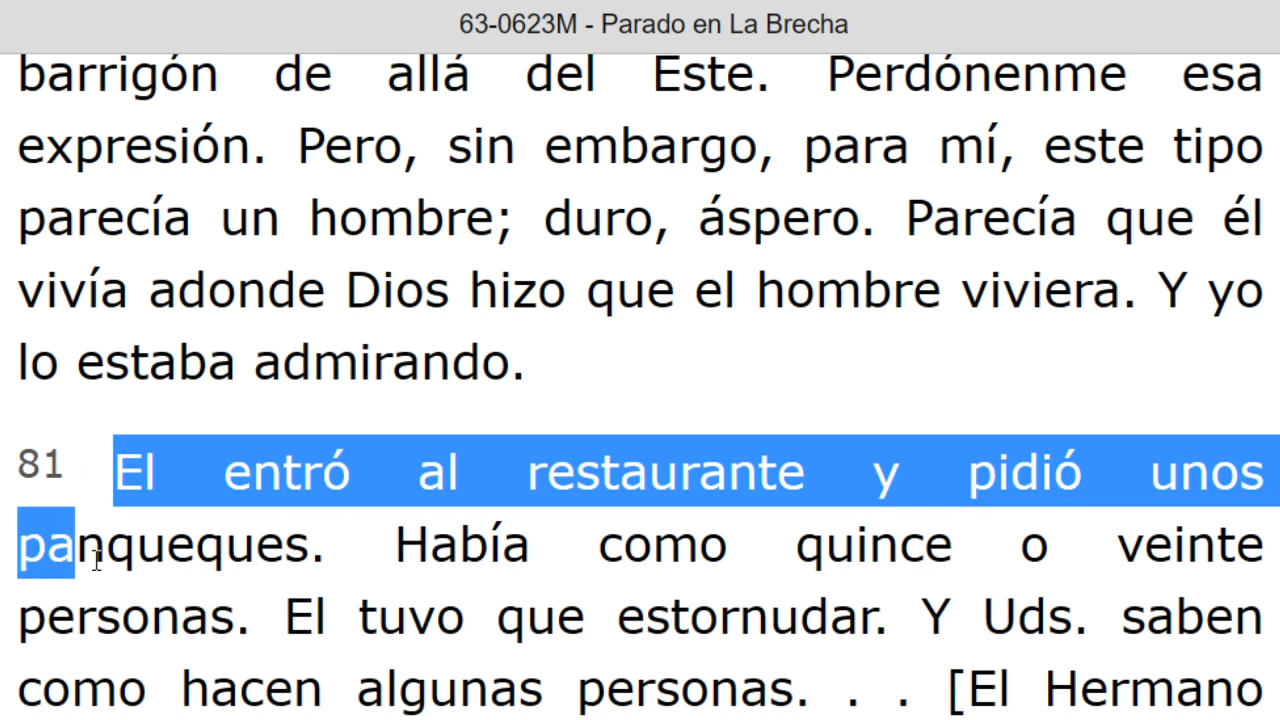 63-0623M - Parado en La Brecha
barrigón de allá del Este. Perdónenme esa
expresión. Pero, sin embargo, para mí, este tipo
parecía un hombre; duro, áspero. Parecía que él
vivía adonde Dios hizo que el hombre viviera. Y yo
lo estaba admirando.
81 El entró al restaurante y pidió unos
panqueques. Había como quince o veinte
personas. El tuvo que estornudar. Y Uds. saben
como hacen algunas personas. . . [El Hermano